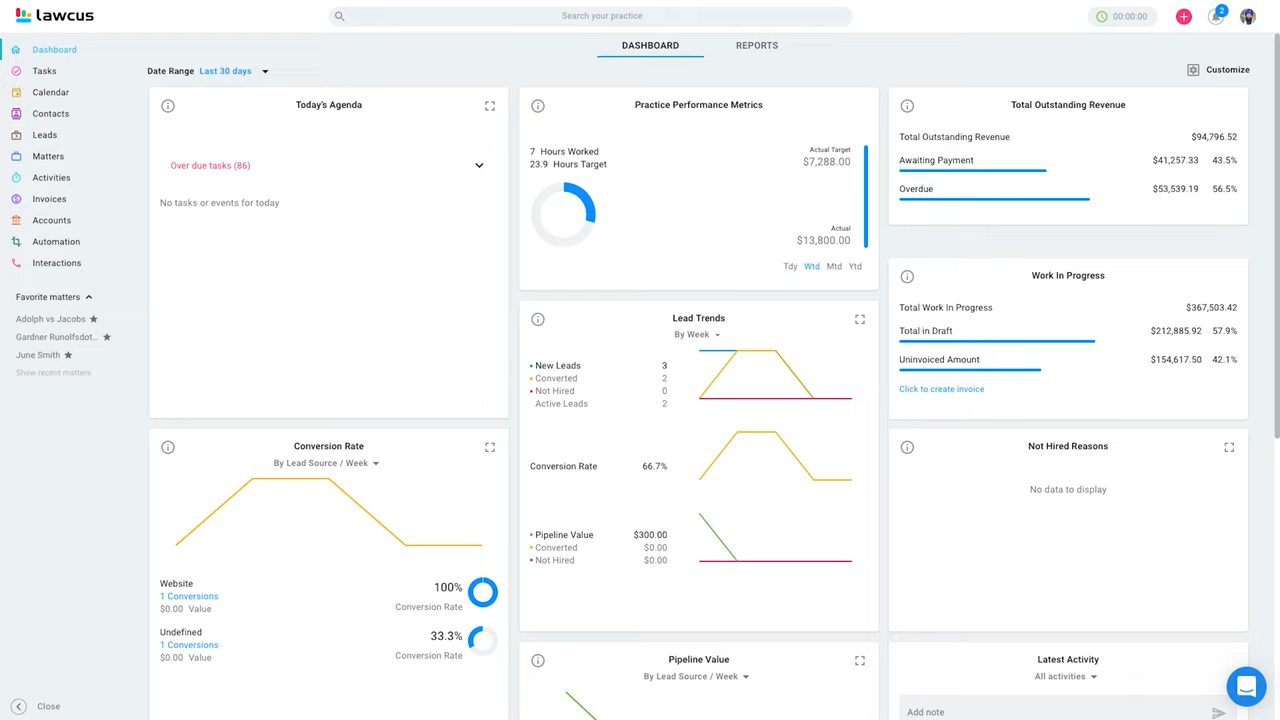 lawcus
Search your practice
00:00:00
2
Dashboard
Tasks
Calendar
Contacts
Leads
Matters
Activities
Invoices
Accounts
Automation
Interactions
Favorite matters
Adolph vs Jacobs
Gardner Runolfsdot...
June Smith
Show recent matters
Close
DASHBOARD REPORTS
Date Range Last 30 days
Customize
Today's Agenda
Over due tasks (86)
No tasks or events for today
Practice Performance Metrics
7 Hours Worked
23.9 Hours Target
Actual Target
$7,288.00
Actual
$13,800.00
Tdy Wtd Mtd Ytd
Total Outstanding Revenue
Total Outstanding Revenue $94,796.52
Awaiting Payment $41,257.33 43.5%
Overdue $53,539.19 56.5%
Work In Progress
Total Work In Progress $367,503.42
Total in Draft $212,885.92 57.9%
Uninvoiced Amount $154,617.50 42.1%
Click to create invoice
Lead Trends
By Week
New Leads 3
Converted 2
Not Hired 0
Active Leads 2
Conversion Rate 66.7%
Pipeline Value $300.00
Converted $0.00
Not Hired $0.00
Conversion Rate
By Lead Source / Week
Website
1 Conversions
$0.00 Value
100%
Conversion Rate
Undefined
1 Conversions
$0.00 Value
33.3%
Conversion Rate
Not Hired Reasons
No data to display
Pipeline Value
By Lead Source / Week
Latest Activity
All activities
Add note